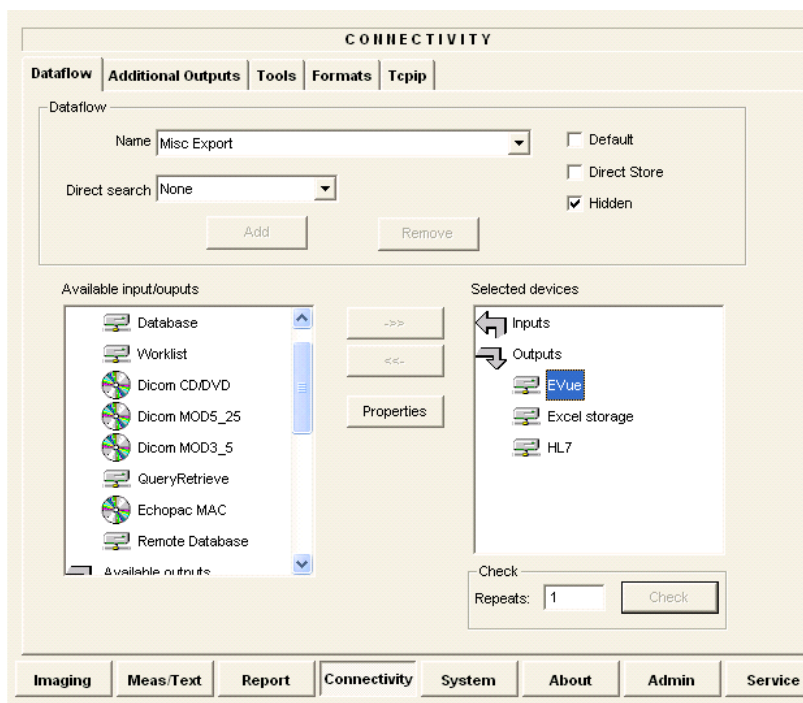 CONNECTIVITY
Dataflow Additional Outputs Tools Formats Tcpip
Dataflow
Name Misc Export
Default
Direct Store
Direct search None
Hidden
Add Remove
Available input/ouputs
Database
Worklist
Dicom CD/DVD
Dicom MOD5_25
Dicom MOD3_5
QueryRetrieve
Echopac MAC
Remote Database
Available outputs
->>
<<-
Properties
Selected devices
Inputs
Outputs
EVue
Excel storage
HL7
Check
Repeats: 1 Check
Imaging Meas/Text Report Connectivity System About Admin Service